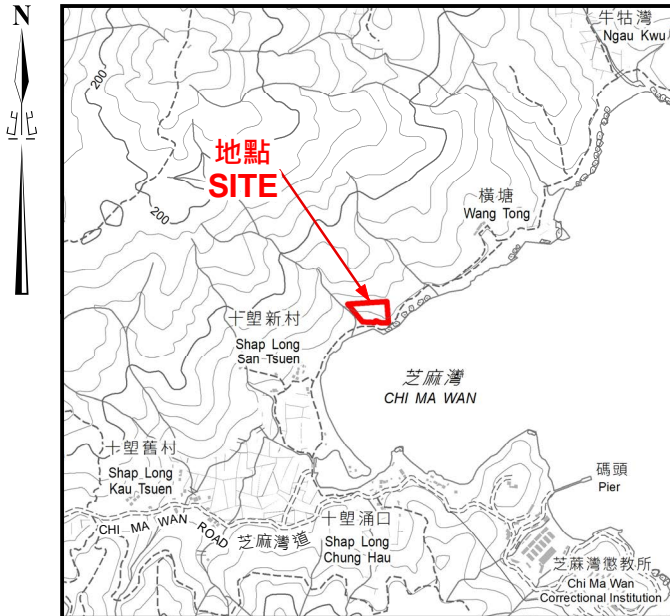 N
北
牛牯灣
Ngau Kwu
200
地點
SITE
200
橫塘
Wang Tong
十塱新村
Shap Long
San Tsuen
芝麻灣
CHI MA WAN
十塱舊村
Shap Long
Kau Tsuen
碼頭
Pier
CHI MA WAN ROAD
芝麻灣道
十塱涌口
Shap Long
Chung Hau
芝蔴灣懲教所
Chi Ma Wan
Correctional Institution